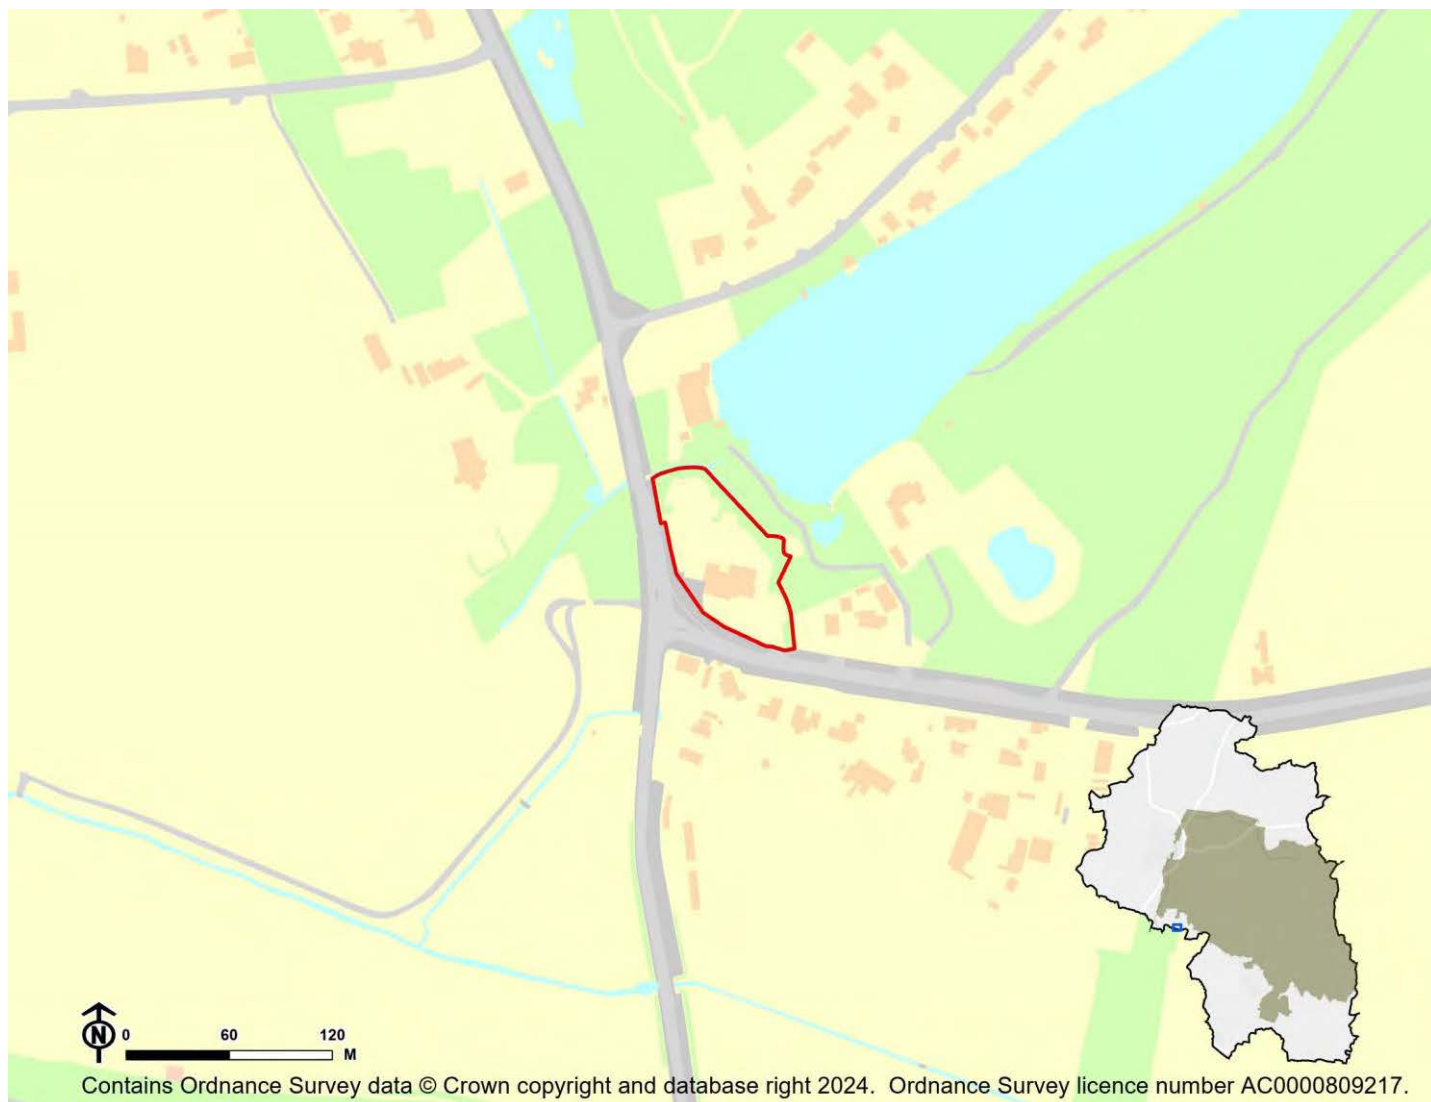 N
0 60 120
M
Contains Ordnance Survey data © Crown copyright and database right 2024. Ordnance Survey licence number AC0000809217.